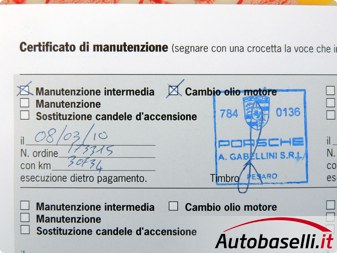 Certificato di manutenzione (segnare con una crocetta la voce che in
Manutenzione intermedia Cambio olio motore
Manutenzione
Sostituzione candele d'accensione
il 08/03/10
N. ordine
con km
esecuzione dietro pagamento. Timbro
784 0136
PORSCHE
A. GABELLINI S.R.L.
PESARO
Manutenzione intermedia Cambio olio motore
Manutenzione
Sostituzione candele d'accensione
Autobaselli.it